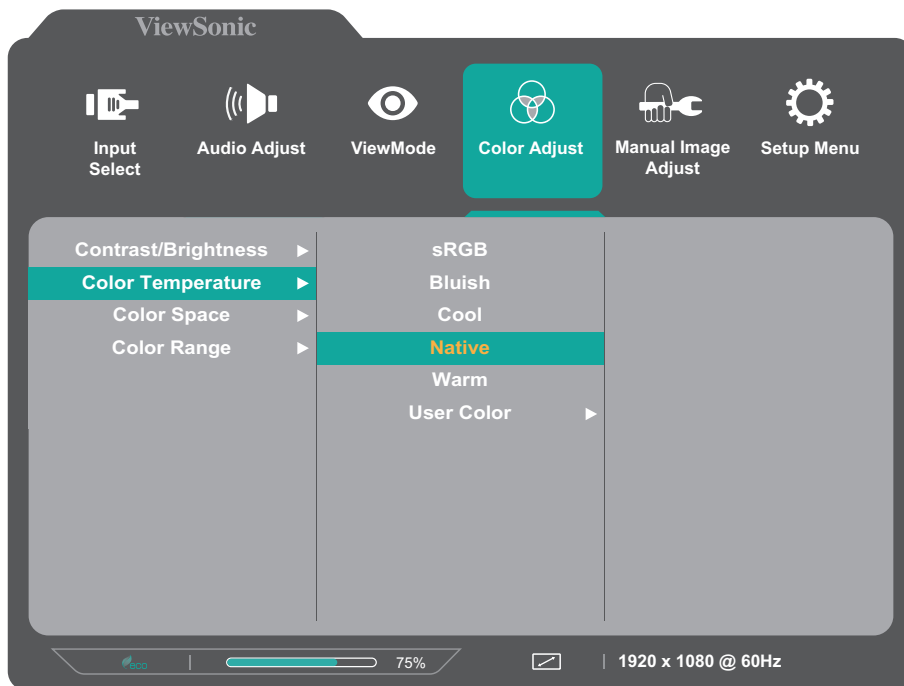 ViewSonic
Input
Select
Audio Adjust
ViewMode
Color Adjust
Manual Image
Adjust
Setup Menu
Contrast/Brightness
Color Temperature
Color Space
Color Range
sRGB
Bluish
Cool
Native
Warm
User Color
eco
75%
1920 x 1080 @ 60Hz